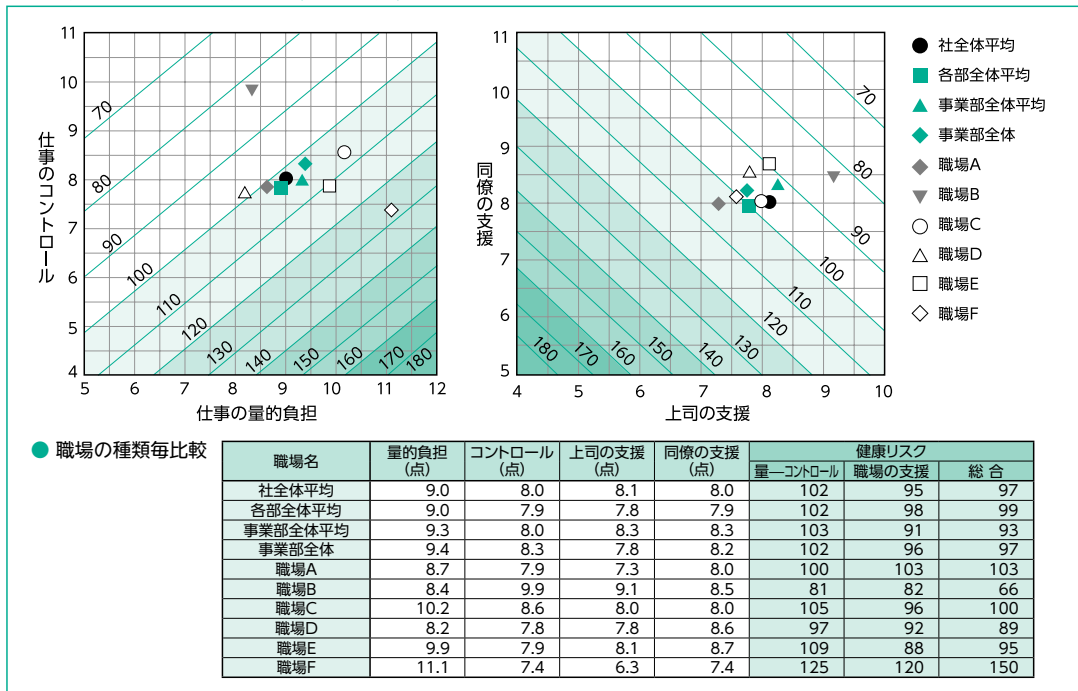 11
10
9
8
7
6
5
4
仕事のコントロール
5 6 7 8 9 10 11 12
仕事の量的負担
70
80
90
100
110
120
130
140
150
160
170
180
11
10
9
8
7
6
5
同僚の支援
4 5 6 7 8 9 10
上司の支援
70
80
90
100
110
120
130
140
150
160
170
180
社全体平均
各部全体平均
事業部全体平均
事業部全体
職場A
職場B
職場C
職場D
職場E
職場F
職場の種類毎比較
職場名 量的負担(点) コントロール(点) 上司の支援(点) 同僚の支援(点) 健康リスク
量―コントロール 職場の支援 総合
社全体平均 9.0 8.0 8.1 8.0 102 95 97
各部全体平均 9.0 7.9 7.8 7.9 102 98 99
事業部全体平均 9.3 8.0 8.3 8.3 103 91 93
事業部全体 9.4 8.3 7.8 8.2 102 96 97
職場A 8.7 7.9 7.3 8.0 100 103 103
職場B 8.4 9.9 9.1 8.5 81 82 66
職場C 10.2 8.6 8.0 8.0 105 96 100
職場D 8.2 7.8 7.8 8.6 97 92 89
職場E 9.9 7.9 8.1 8.7 109 88 95
職場F 11.1 7.4 6.3 7.4 125 120 150